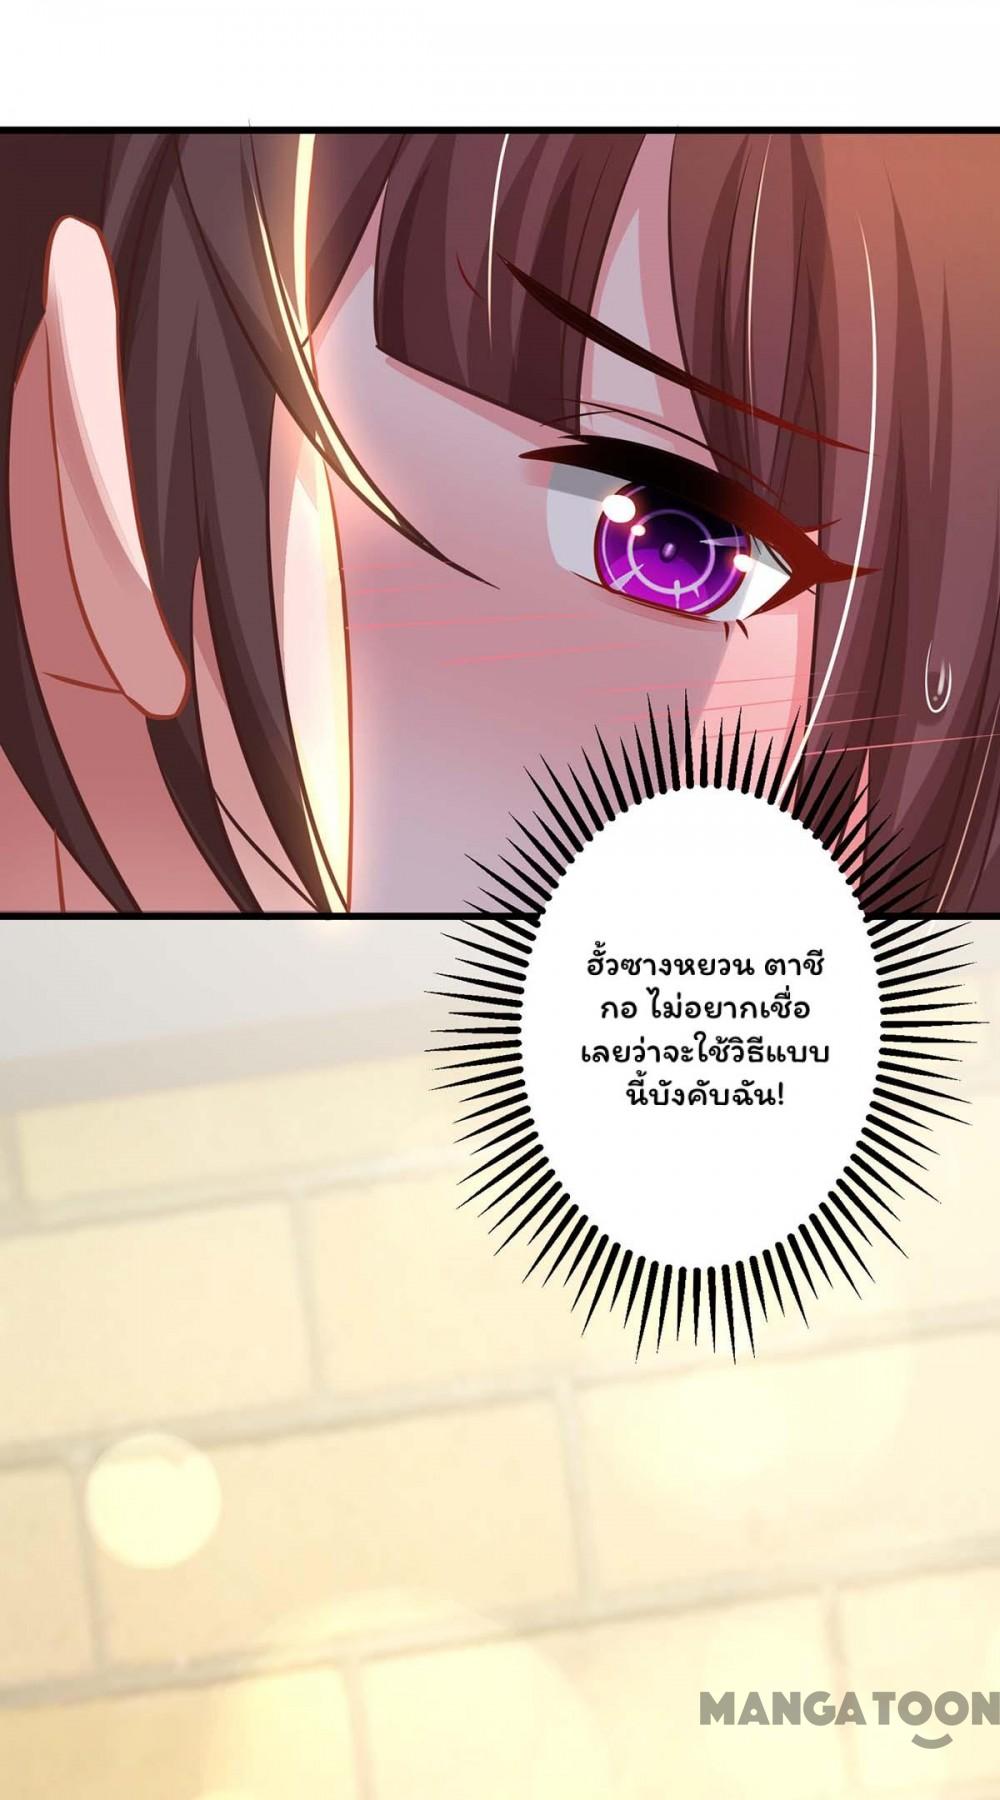 ฮั้วซางหยวน ตาชี
กอ ไม่อยากเชื่อ
เลยว่าจะใช้วิธีแบบ
นี้บังคับฉัน!
MANGATOON